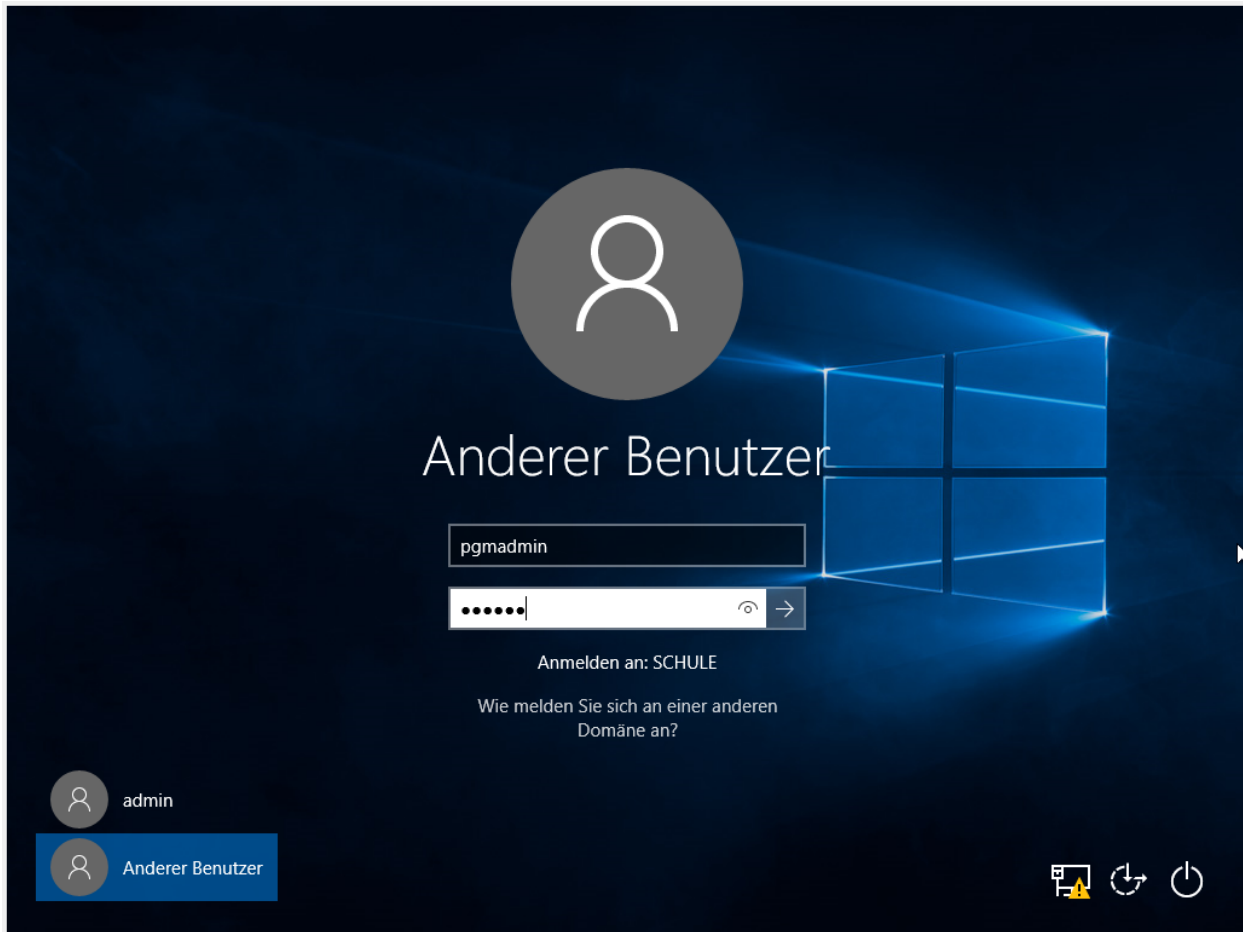 Anderer Benutzer
pgmadmin
Anmelden an: SCHULE
Wie melden Sie sich an einer anderen
Domäne an?
admin
Anderer Benutzer